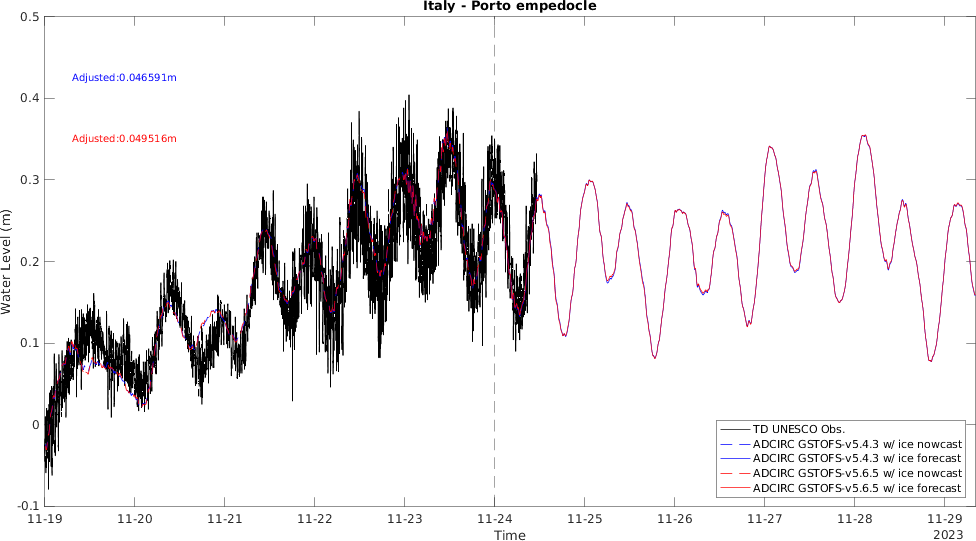 Italy - Porto empedocle
0.5
0.4
0.3
0.2
0.1
0
-0.1
Water Level (m)
Adjusted:0.046591m
Adjusted:0.049516m
TD UNESCO Obs.
ADCIRC GSTOFS-v5.4.3 w/ ice nowcast
ADCIRC GSTOFS-v5.4.3 w/ ice forecast
ADCIRC GSTOFS-v5.6.5 w/ ice nowcast
ADCIRC GSTOFS-v5.6.5 w/ ice forecast
11-19 11-20 11-21 11-22 11-23 11-24 11-25 11-26 11-27 11-28 11-29
Time
2023